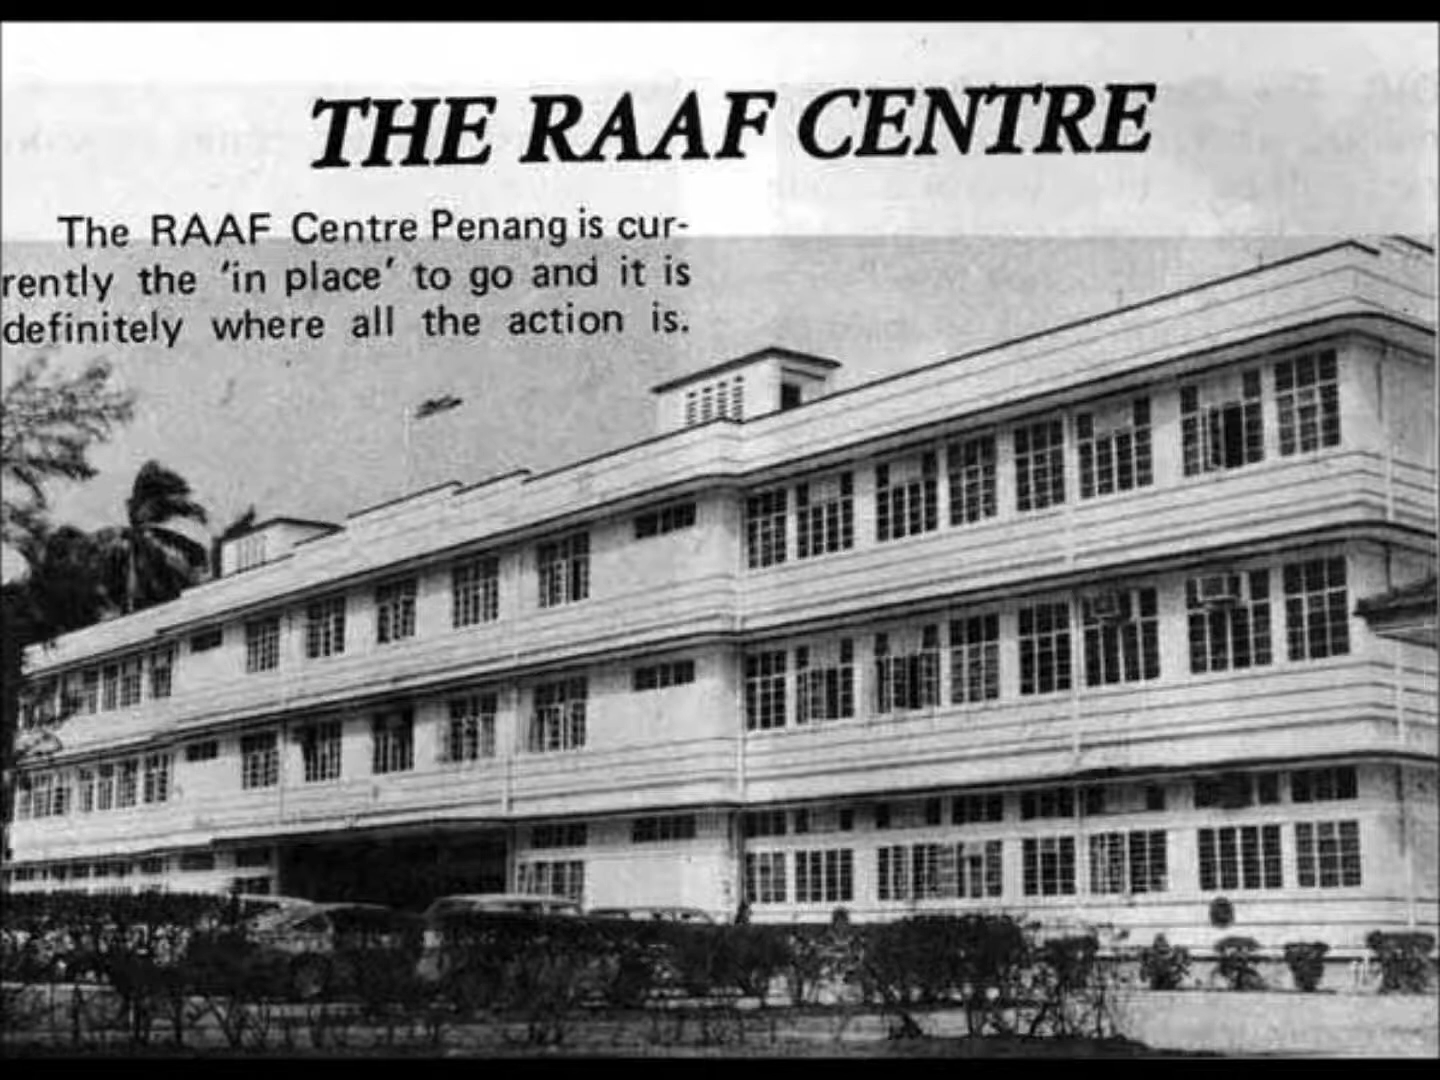 THE RAAF CENTRE
The RAAF Centre Penang is cur-
rently the 'in place' to go and it is
definitely where all the action is.